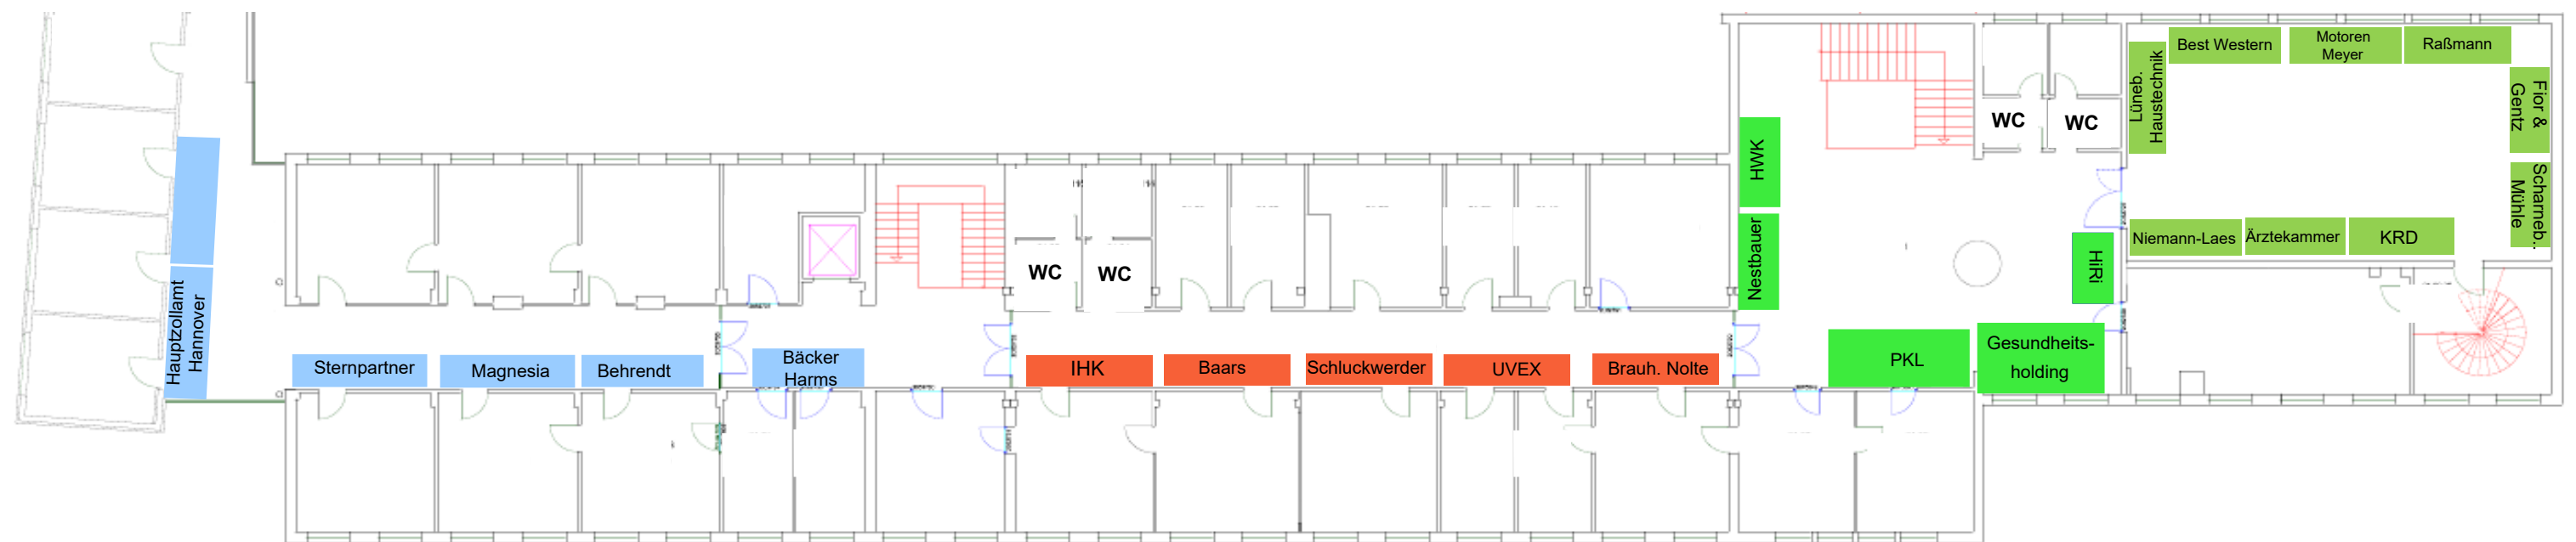 Hauptzollamt
Hannover
Sternpartner
Magnesia
Behrendt
Bäcker
Harms
WC
WC
IHK
Baars
Schluckwerder
UVEX
Brauh. Nolte
HWK
Nestbauer
PKL
Gesundheits-
holding
HiRi
WC
WC
Lüneb.
Haustechnik
Best Western
Motoren
Meyer
Raßmann
Fior &
Gentz
Scharneb.
Mühle
Niemann-Laes
Ärztekammer
KRD